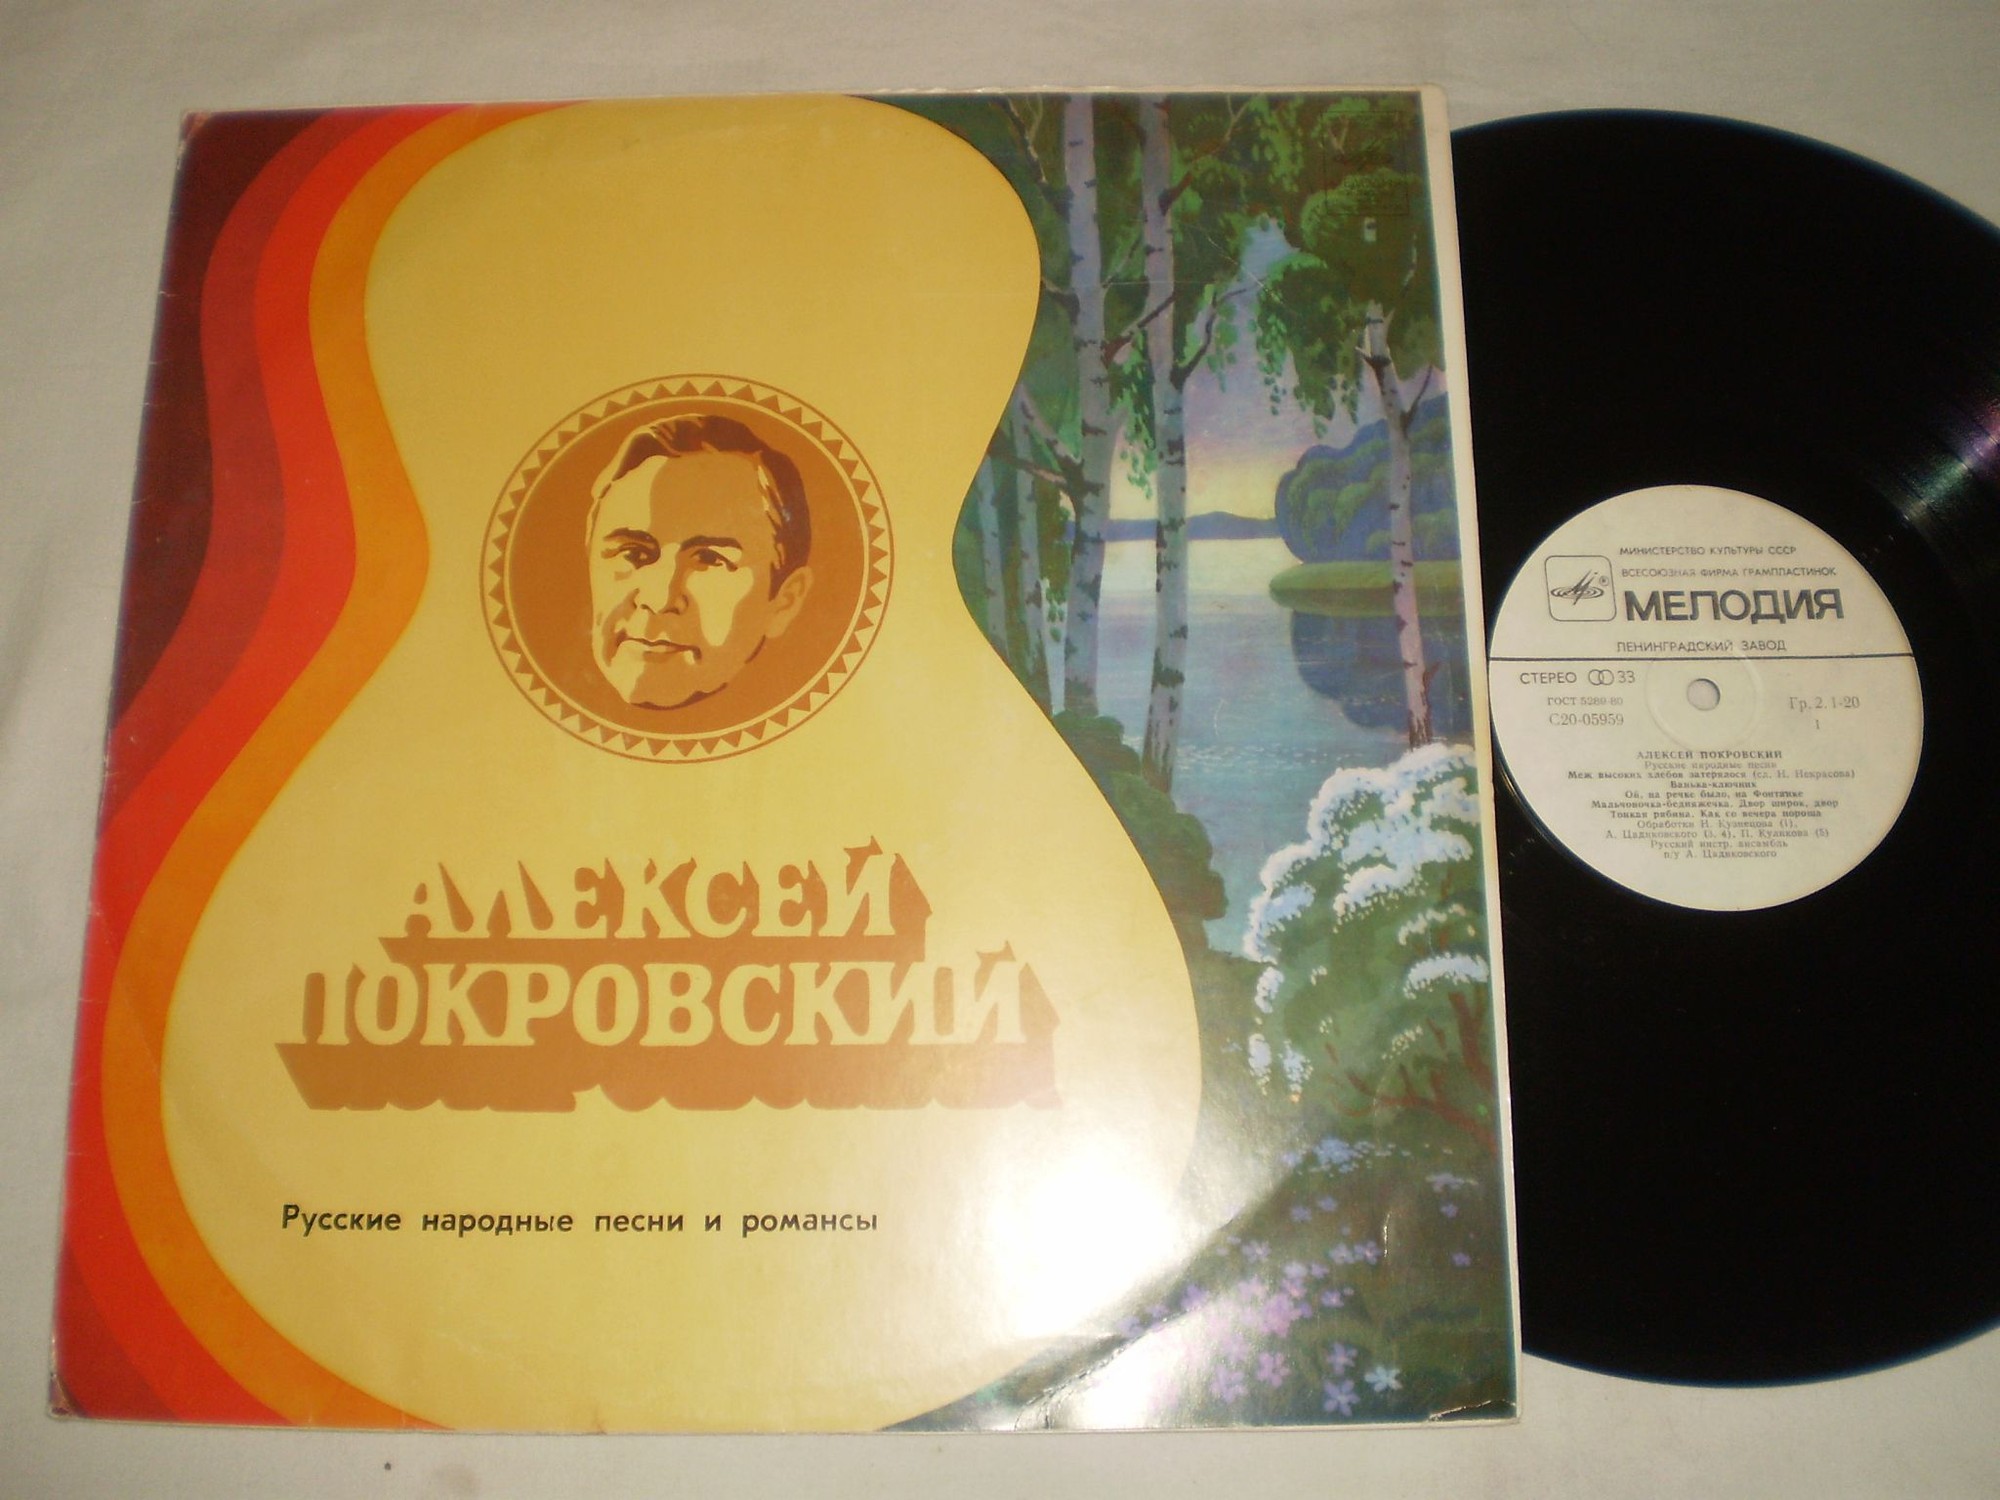 АЛЕКСЕЙ
ПОКРОВСКИЙ
Русские народные песни и романсы
МИНИСТЕРСТВО КУЛЬТУРЫ СССР
ВСЕСОЮЗНАЯ ФИРМА ГРАМПЛАСТИНОК
МЕЛОДИЯ
ЛЕНИНГРАДСКИЙ ЗАВОД
СТЕРЕО 33
ГОСТ 5289-80
С20-05959
Гр. 2. 1-20
1
АЛЕКСЕЙ ПОКРОВСКИЙ
Русские народные песни
Меж высоких хлебов затерялося (сл. Н. Некрасова)
Ванька-ключник
Ой, на речке было, на Фонтанке
Мальчоночка-бедняжечка. Двор широк, двор
Тонкая рябина. Как со вечера пороша
Обработки Н. Кузнецова (1),
А. Цадиковского (3, 4), П. Куликова (5)
Русский инстр. ансамбль
п/у А. Цадиковского